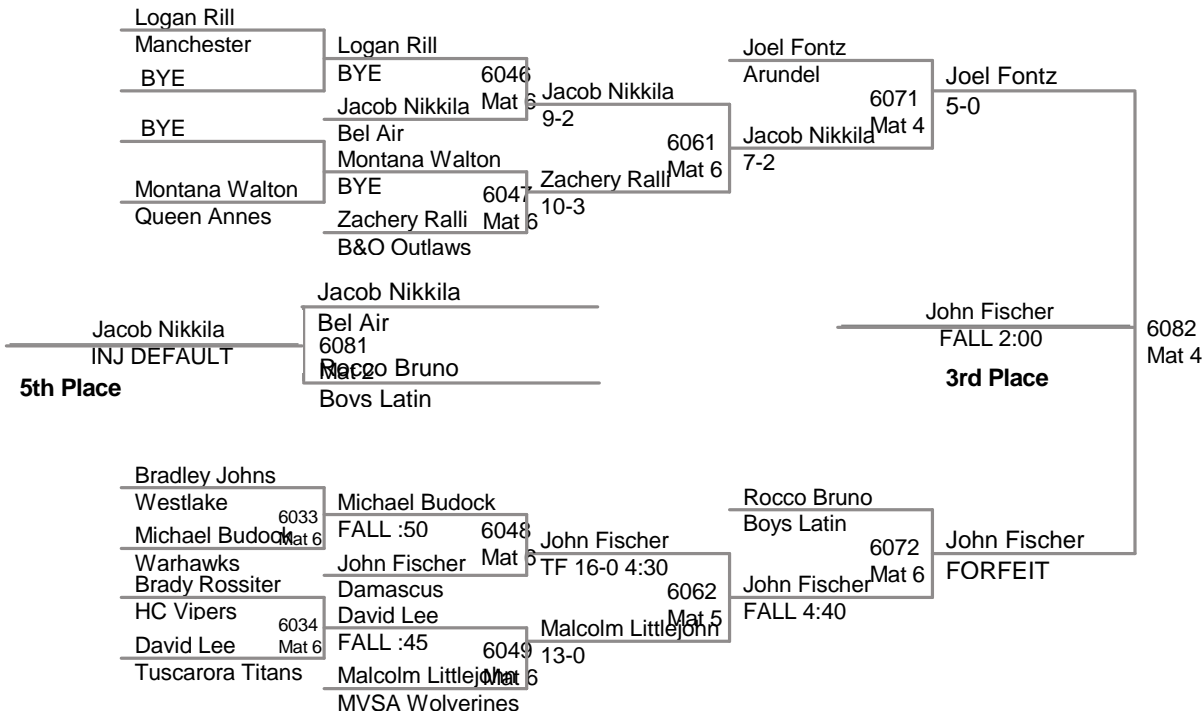 Logan Rill
Manchester
BYE
BYE
Montana Walton
Queen Annes
Logan Rill
BYE
6046
Mat 6
Jacob Nikkila
Bel Air
Montana Walton
BYE
6047
Mat 6
Zachery Ralli
B&O Outlaws
Jacob Nikkila
9-2
6061
Mat 6
Zachery Ralli
10-3
Joel Fontz
Arundel
6071
Mat 4
Jacob Nikkila
7-2
Joel Fontz
5-0
Jacob Nikkila
INJ DEFAULT
5th Place
Jacob Nikkila
Bel Air
6081
Mat 2
Rocco Bruno
Boys Latin
John Fischer
FALL 2:00
3rd Place
6082
Mat 4
Bradley Johns
Westlake
6033
Mat 6
Michael Budock
Warhawks
Brady Rossiter
HC Vipers
6034
Mat 6
David Lee
Tuscarora Titans
Michael Budock
FALL :50
6048
Mat 6
John Fischer
Damascus
David Lee
FALL :45
6049
Mat 6
Malcolm Littlejohn
MVSA Wolverines
John Fischer
TF 16-0 4:30
6062
Mat 5
Malcolm Littlejohn
13-0
Rocco Bruno
Boys Latin
6072
Mat 6
John Fischer
FALL 4:40
John Fischer
FORFEIT